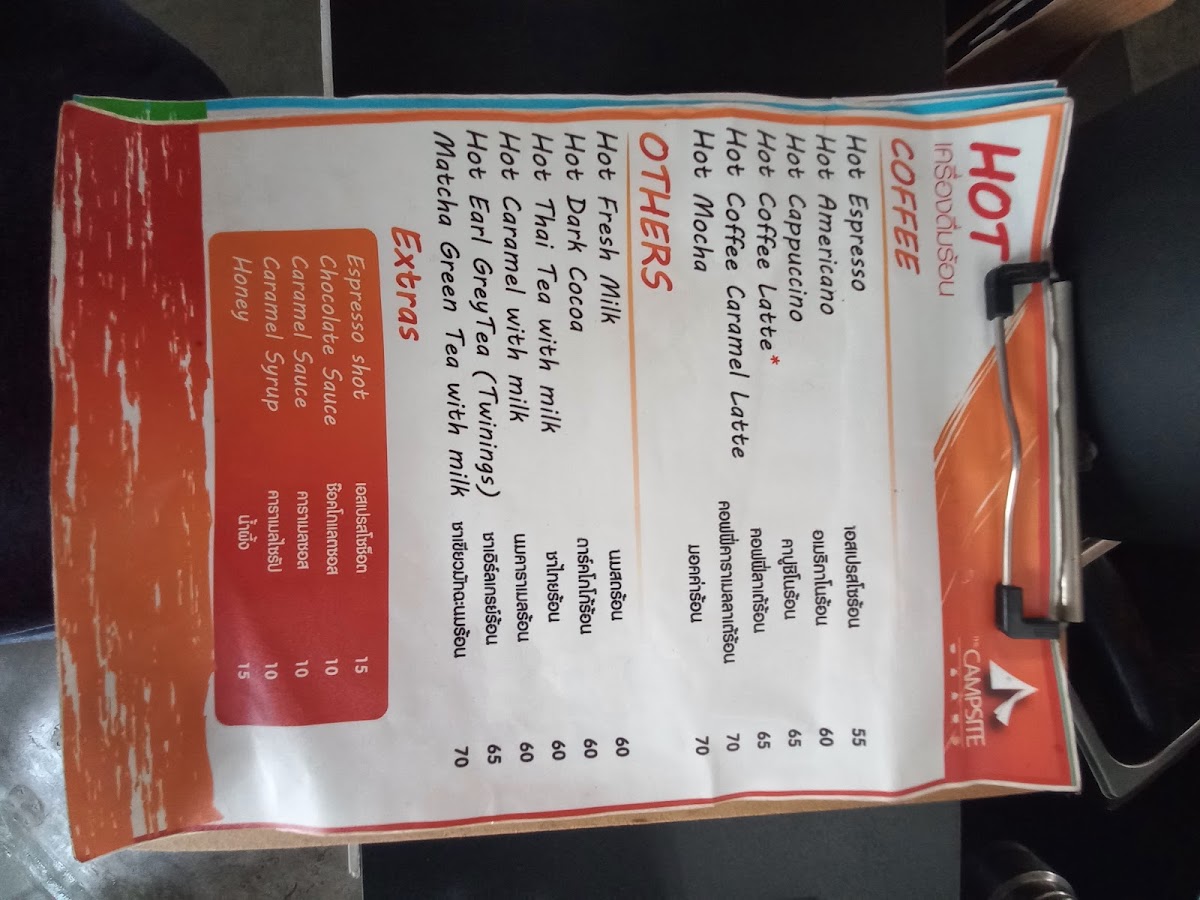 HOT
เครื่องดื่มร้อน
THE CAMPSITE
COFFEE
Hot Espresso เอสเปรสโซร้อน 55
Hot Americano อเมริกาโนร้อน 60
Hot Cappuccino คาปูชิโนร้อน 65
Hot Coffee Latte* คอฟฟี่ลาเต้ร้อน 65
Hot Coffee Caramel Latte คอฟฟี่คาราเมลลาเต้ร้อน 70
Hot Mocha มอคค่าร้อน 70
OTHERS
Hot Fresh Milk นมสดร้อน 60
Hot Dark Cocoa ดาร์คโกโก้ร้อน 60
Hot Thai Tea with milk ชาไทยร้อน 60
Hot Caramel with milk นมคาราเมลร้อน 60
Hot Earl GreyTea (Twinings) ชาเอิร์ลเกรย์ร้อน 65
Matcha Green Tea with milk ชาเขียวมัทฉะนมร้อน 70
Extras
Espresso shot เอสเปรสโซช็อต 15
Chocolate Sauce ช็อคโกแลตซอส 10
Caramel Sauce คาราเมลซอส 10
Caramel Syrup คาราเมลไซรัป 10
Honey น้ำผึ้ง 15